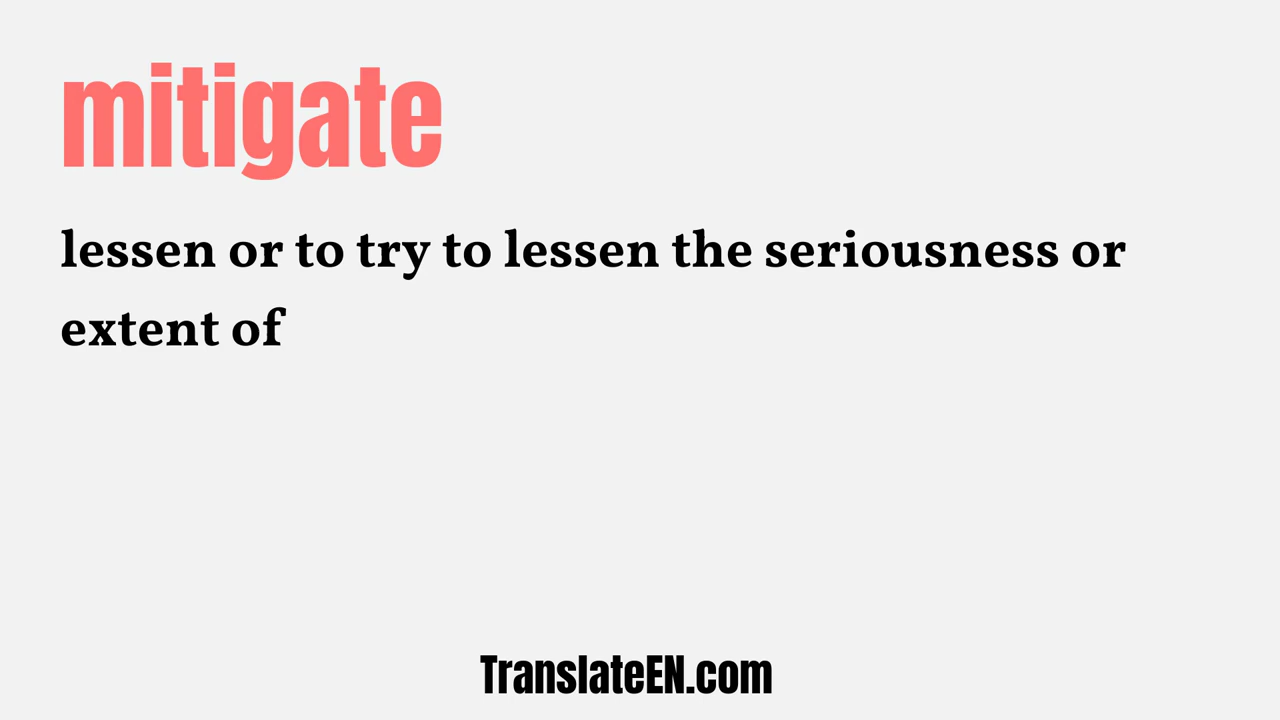 mitigate
lessen or to try to lessen the seriousness or
extent of
TranslateEN.com